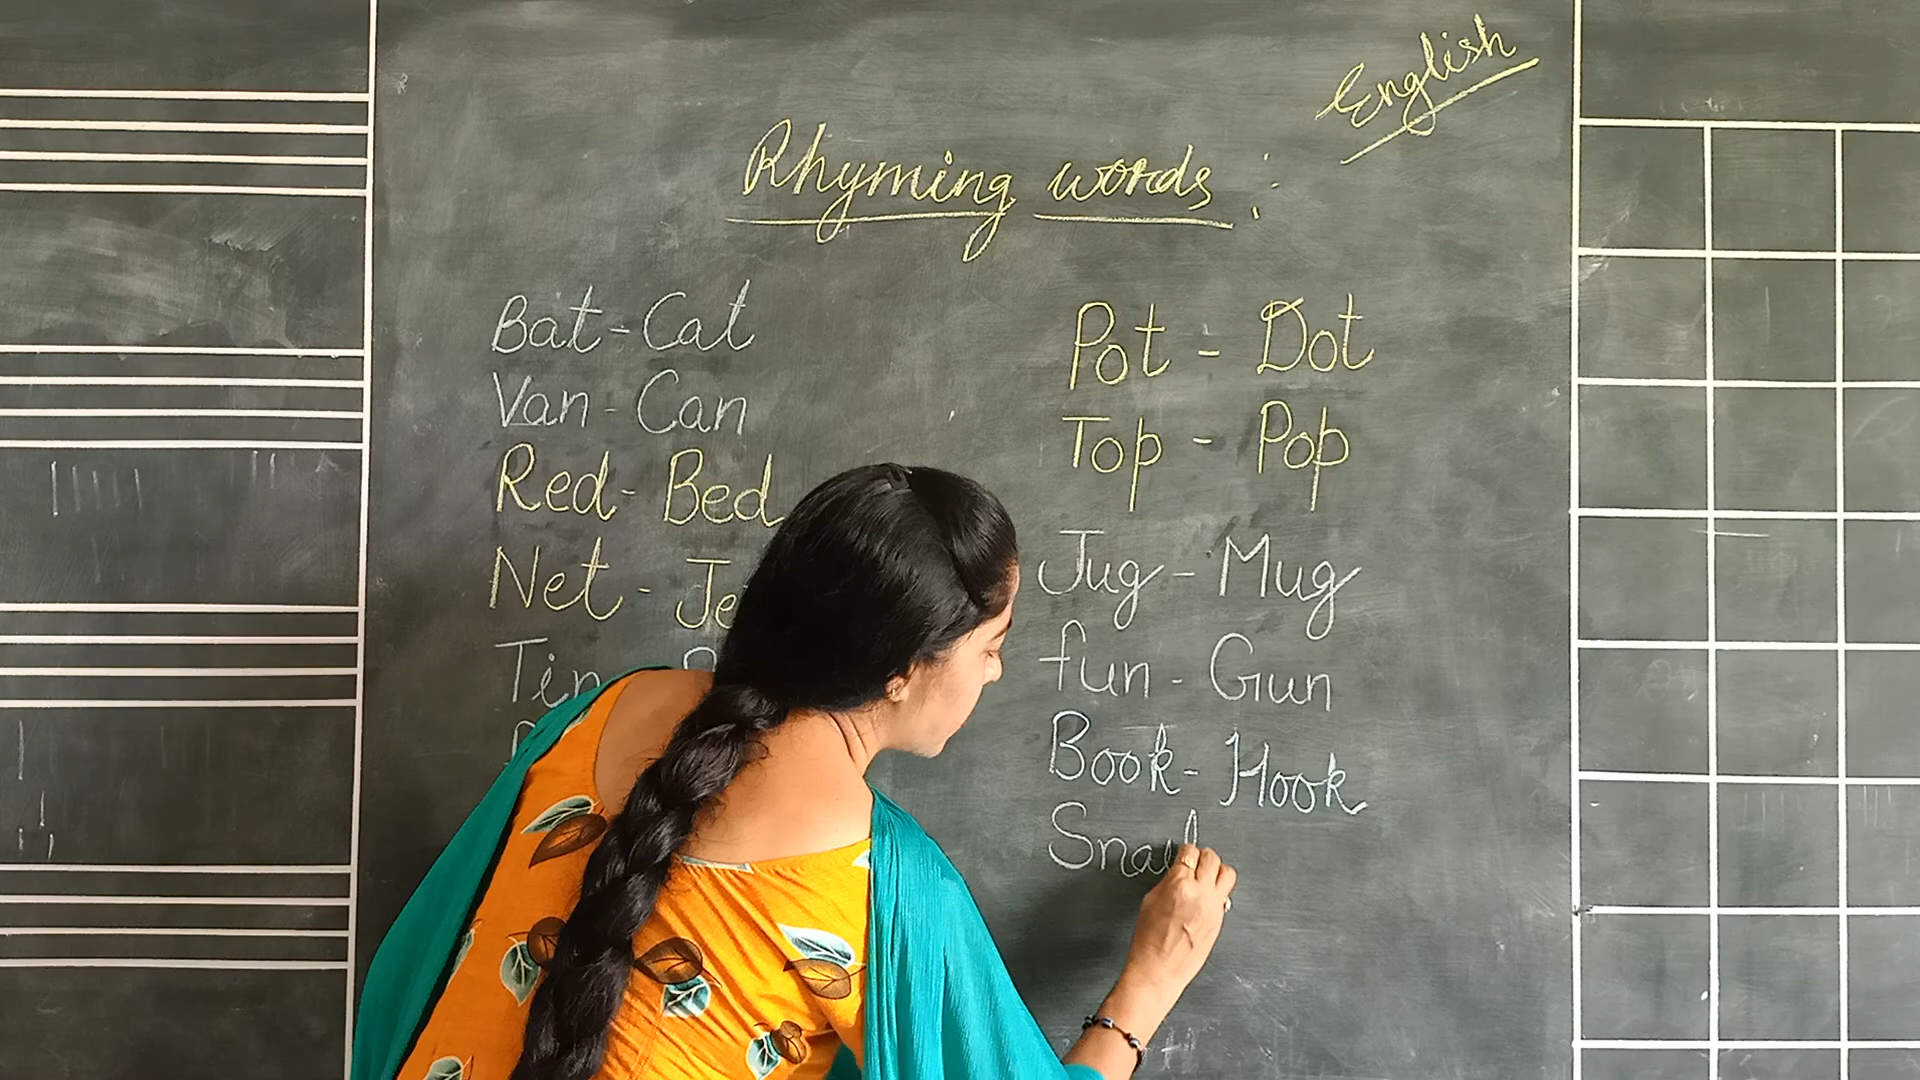 English
Rhyming words :
Bat - Cat
Van - Can
Red - Bed
Net -
Pot - Dot
Top - Pop
Jug - Mug
fun - Gun
Book - Hook